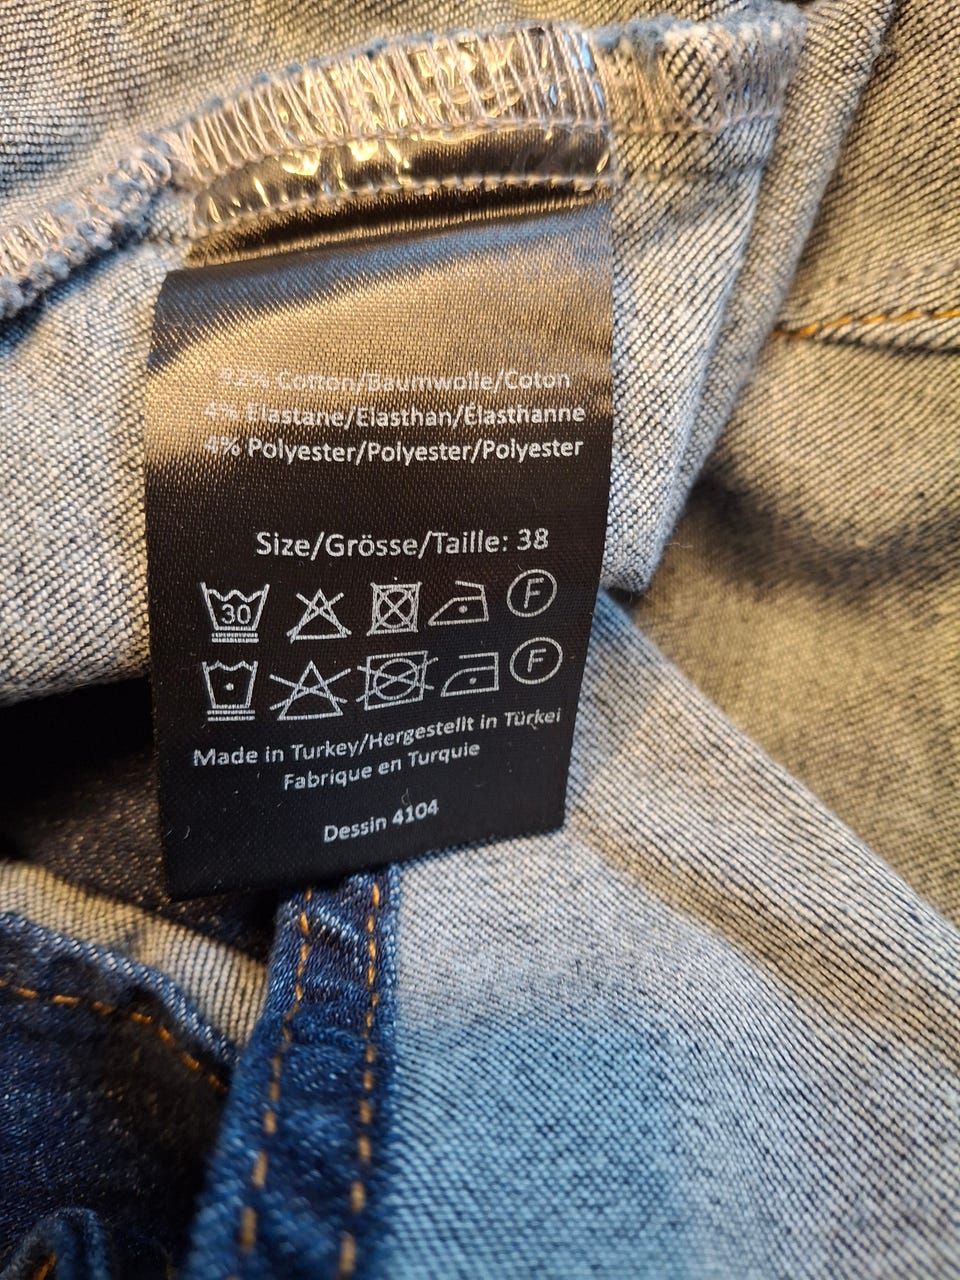 92% Cotton/Baumwolle/Coton
4% Elastane/Elasthan/Élasthanne
4% Polyester/Polyester/Polyester
Size/Grösse/Taille: 38
30 F
F
Made in Turkey/Hergestellt in Türkei
Fabrique en Turquie
Dessin 4104